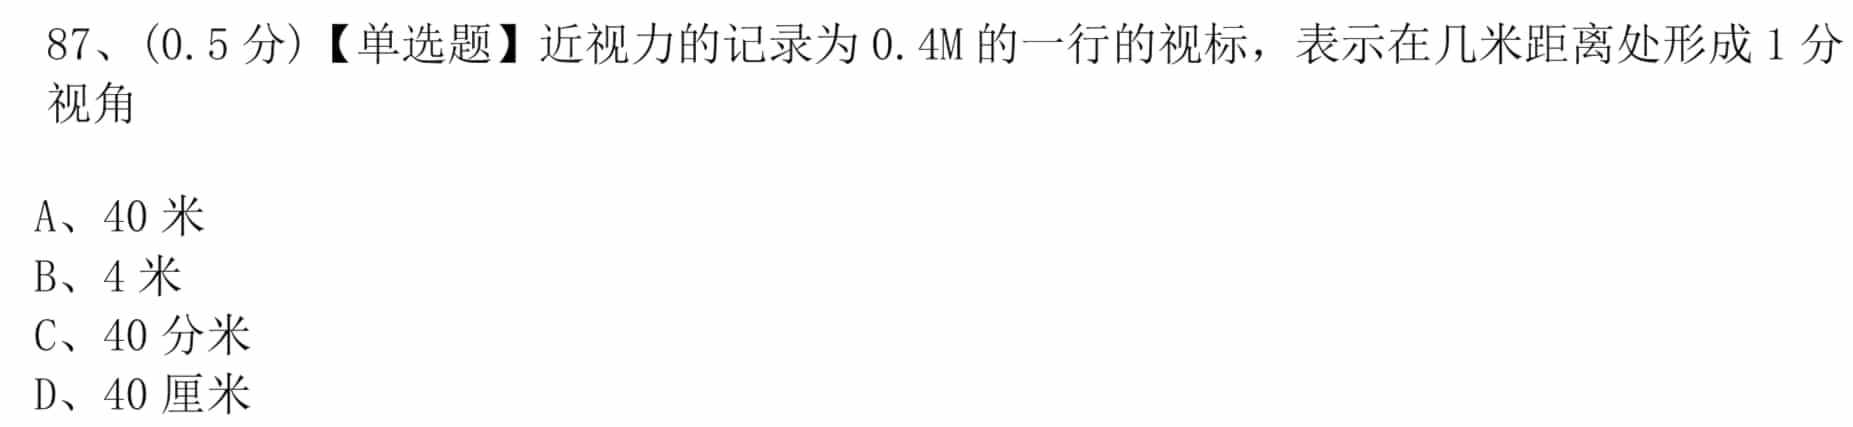 87、(0.5 分)【单选题】近视力的记录为 0.4M 的一行的视标，表示在几米距离处形成 1 分
视角
A、40 米
B、4 米
C、40 分米
D、40 厘米